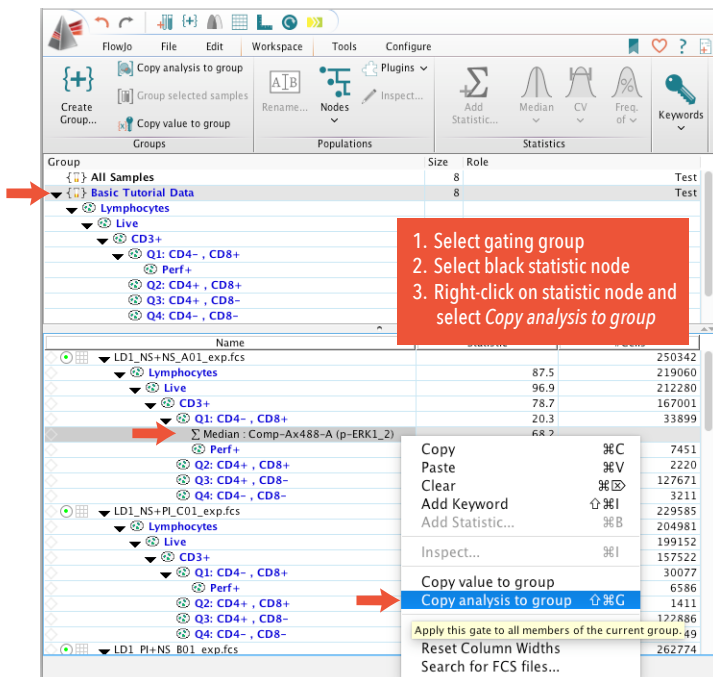 FlowJo File Edit Workspace Tools Configure
?
{+}
Create
Group...
Copy analysis to group
Group selected samples
Copy value to group
Groups
A B
Rename...
Nodes
Plugins
Inspect...
Populations
Σ
Add
Statistic...
Median
CV
%
Freq.
of
Statistics
Keywords
Group Size Role
All Samples 8 Test
Basic Tutorial Data 8 Test
Lymphocytes
Live
CD3+
Q1: CD4- , CD8+
Perf+
Q2: CD4+ , CD8+
Q3: CD4+ , CD8-
Q4: CD4- , CD8-
1. Select gating group
2. Select black statistic node
3. Right-click on statistic node and
select Copy analysis to group
Name Statistic #Cells
LD1_NS+NS_A01_exp.fcs 250342
Lymphocytes 87.5 219060
Live 96.9 212280
CD3+ 78.7 167001
Q1: CD4- , CD8+ 20.3 33899
Σ Median : Comp-Ax488-A (p-ERK1_2) 68.2
Perf+ 7451
Q2: CD4+ , CD8+ 2220
Q3: CD4+ , CD8- 127671
Q4: CD4- , CD8- 3211
LD1_NS+PI_C01_exp.fcs 229585
Lymphocytes 204981
Live 199152
CD3+ 157522
Q1: CD4- , CD8+ 30077
Perf+ 6586
Q2: CD4+ , CD8+ 1411
Q3: CD4+ , CD8- 122886
Q4: CD4- , CD8- 49
LD1_PI+NS_B01_exp.fcs 262774
Copy ⌘C
Paste ⌘V
Clear ⌘⌦
Add Keyword ⇧⌘I
Add Statistic... ⌘B
Inspect... ⌘I
Copy value to group
Copy analysis to group ⇧⌘G
Apply this gate to all members of the current group.
Reset Column Widths
Search for FCS files...